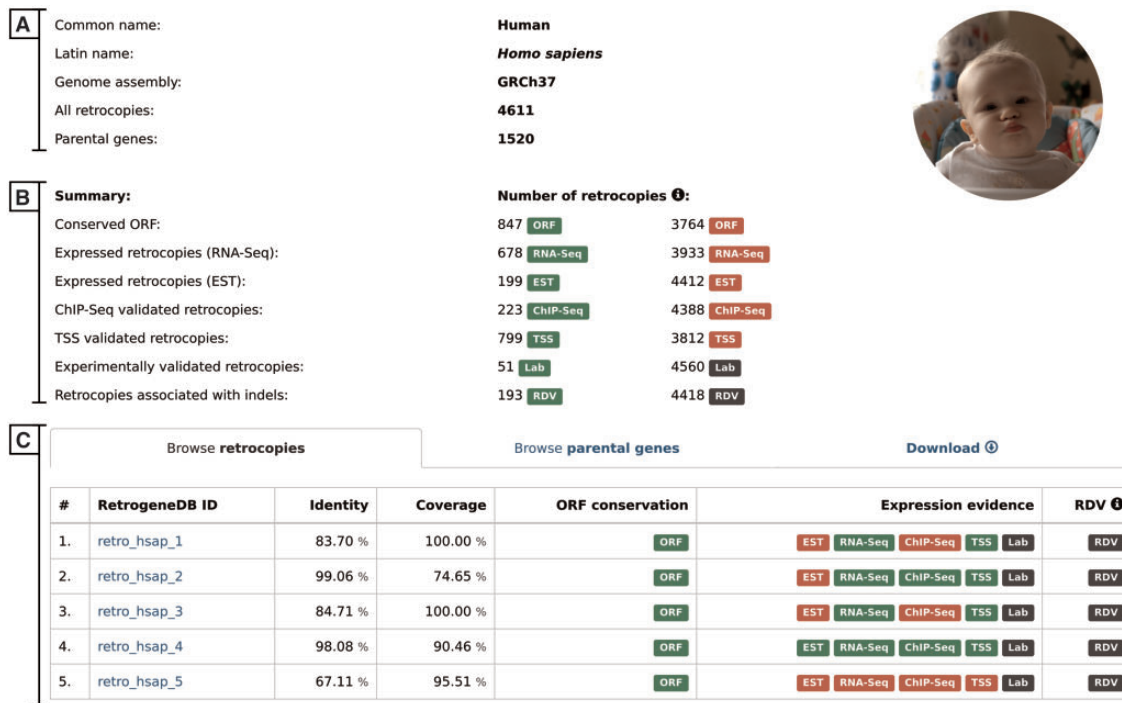 A
Common name: Human
Latin name: Homo sapiens
Genome assembly: GRCh37
All retrocopies: 4611
Parental genes: 1520
B
Summary: Number of retrocopies i:
Conserved ORF: 847 ORF 3764 ORF
Expressed retrocopies (RNA-Seq): 678 RNA-Seq 3933 RNA-Seq
Expressed retrocopies (EST): 199 EST 4412 EST
ChIP-Seq validated retrocopies: 223 ChIP-Seq 4388 ChIP-Seq
TSS validated retrocopies: 799 TSS 3812 TSS
Experimentally validated retrocopies: 51 Lab 4560 Lab
Retrocopies associated with indels: 193 RDV 4418 RDV
C
Browse retrocopies Browse parental genes Download
# RetrogeneDB ID Identity Coverage ORF conservation Expression evidence RDV i
1. retro_hsap_1 83.70 % 100.00 % ORF EST RNA-Seq ChIP-Seq TSS Lab RDV
2. retro_hsap_2 99.06 % 74.65 % ORF EST RNA-Seq ChIP-Seq TSS Lab RDV
3. retro_hsap_3 84.71 % 100.00 % ORF EST RNA-Seq ChIP-Seq TSS Lab RDV
4. retro_hsap_4 98.08 % 90.46 % ORF EST RNA-Seq ChIP-Seq TSS Lab RDV
5. retro_hsap_5 67.11 % 95.51 % ORF EST RNA-Seq ChIP-Seq TSS Lab RDV